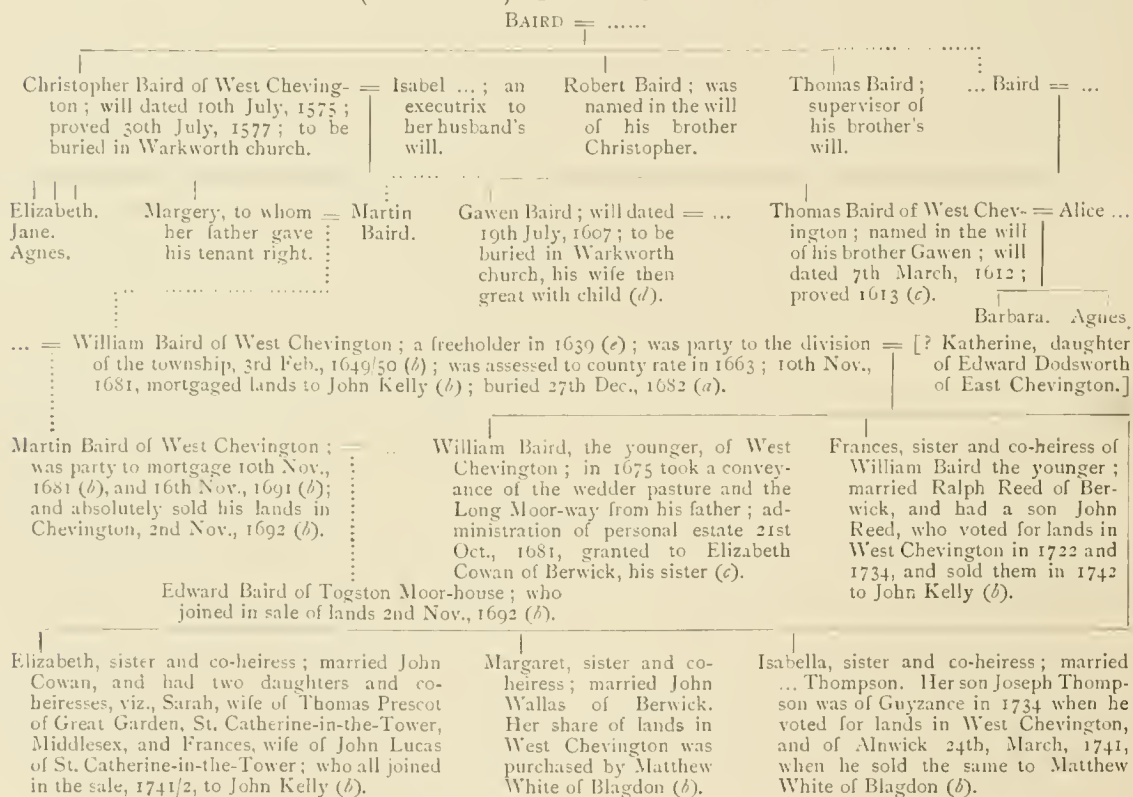 BAIRD = ......
Christopher Baird of West Cheving-
ton ; will dated 10th July, 1575 ;
proved 30th July, 1577 ; to be
buried in Warkworth church.
= Isabel ... ; an
executrix to
her husband's
will.
Robert Baird ; was
named in the will
of his brother
Christopher.
Thomas Baird ;
supervisor of
his brother's
will.
... Baird = ...
Elizabeth.
Jane.
Agnes.
Margery, to whom
her father gave
his tenant right.
= Martin
Baird.
Gawen Baird ; will dated = ...
19th July, 1607 ; to be
buried in Warkworth
church, his wife then
great with child (d).
Thomas Baird of West Chev- = Alice ...
ington ; named in the will
of his brother Gawen ; will
dated 7th March, 1612 ;
proved 1613 (c).
Barbara. Agnes.
... = William Baird of West Chevington ; a freeholder in 1639 (e) ; was party to the division
of the township, 3rd Feb., 1649/50 (b) ; was assessed to county rate in 1663 ; 10th Nov.,
1681, mortgaged lands to John Kelly (b) ; buried 27th Dec., 1682 (a).
= [? Katherine, daughter
of Edward Dodsworth
of East Chevington.]
Martin Baird of West Chevington ; = ..
was party to mortgage 10th Nov.,
1681 (b), and 16th Nov., 1691 (b);
and absolutely sold his lands in
Chevington, 2nd Nov., 1692 (b).
William Baird, the younger, of West
Chevington ; in 1675 took a convey-
ance of the wedder pasture and the
Long Moor-way from his father ; ad-
ministration of personal estate 21st
Oct., 1681, granted to Elizabeth
Cowan of Berwick, his sister (c).
Frances, sister and co-heiress of
William Baird the younger ;
married Ralph Reed of Ber-
wick, and had a son John
Reed, who voted for lands in
West Chevington in 1722 and
1734, and sold them in 1742
to John Kelly (b).
Edward Baird of Togston Moor-house ; who
joined in sale of lands 2nd Nov., 1692 (b).
Elizabeth, sister and co-heiress ; married John
Cowan, and had two daughters and co-
heiresses, viz., Sarah, wife of Thomas Prescot
of Great Garden, St. Catherine-in-the-Tower,
Middlesex, and Frances, wife of John Lucas
of St. Catherine-in-the-Tower ; who all joined
in the sale, 1741/2, to John Kelly (b).
Margaret, sister and co-
heiress ; married John
Wallas of Berwick.
Her share of lands in
West Chevington was
purchased by Matthew
White of Blagdon (b).
Isabella, sister and co-heiress ; married
... Thompson. Her son Joseph Thomp-
son was of Guyzance in 1734 when he
voted for lands in West Chevington,
and of Alnwick 24th, March, 1741,
when he sold the same to Matthew
White of Blagdon (b).